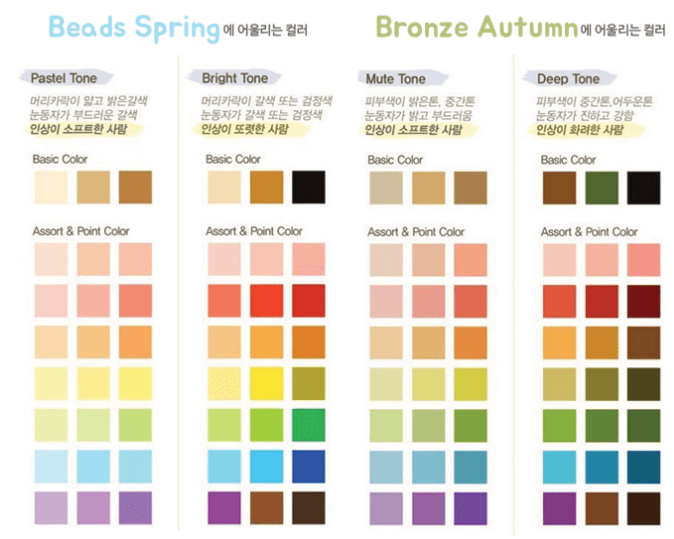 Beads Spring에 어울리는 컬러
Bronze Autumn에 어울리는 컬러
Pastel Tone
머리카락이 얇고 밝은갈색
눈동자가 부드러운 갈색
인상이 소프트한 사람
Basic Color
Assort & Point Color
Bright Tone
머리카락이 갈색 또는 검정색
눈동자가 갈색 또는 검정색
인상이 또렷한 사람
Basic Color
Assort & Point Color
Mute Tone
피부색이 밝은톤, 중간톤
눈동자가 밝고 부드러움
인상이 소프트한 사람
Basic Color
Assort & Point Color
Deep Tone
피부색이 중간톤,어두운톤
눈동자가 진하고 강함
인상이 화려한 사람
Basic Color
Assort & Point Color